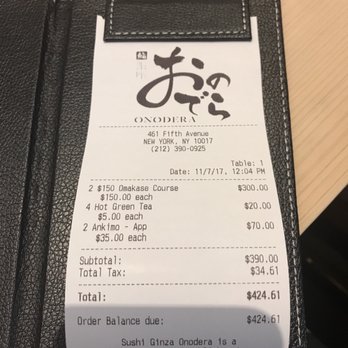 おのでら
ONODERA
461 Fifth Avenue
NEW YORK, NY 10017
(212) 390-0925
Table: 1
Date: 11/7/17, 12:04 PM
2 $150 Omakase Course $300.00
$150.00 each
4 Hot Green Tea $20.00
$5.00 each
2 Ankimo - App $70.00
$35.00 each
Subtotal: $390.00
Total Tax: $34.61
Total: $424.61
Order Balance due: $424.61
Sushi Ginza Onodera is a